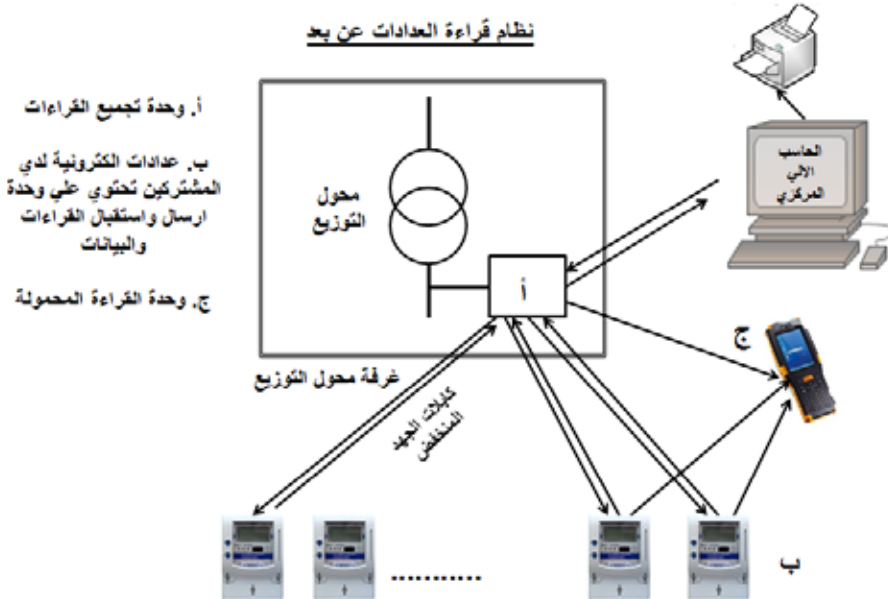 نظام قراءة العدادات عن بعد
أ. وحدة تجميع القراءات
ب. عدادات الكترونية لدي
المشتركين تحتوي علي وحدة
ارسال واستقبال القراءات
والبيانات
ج. وحدة القراءة المحمولة
محول
التوزيع
أ
الحاسب
الالي
المركزي
ج
غرفة محول التوزيع
كابلات الجهد
المنخفض
ب
...........